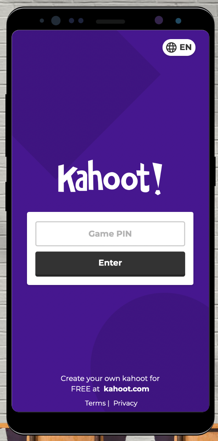 EN
Kahoot!
Game PIN
Enter
Create your own kahoot for
FREE at kahoot.com
Terms | Privacy